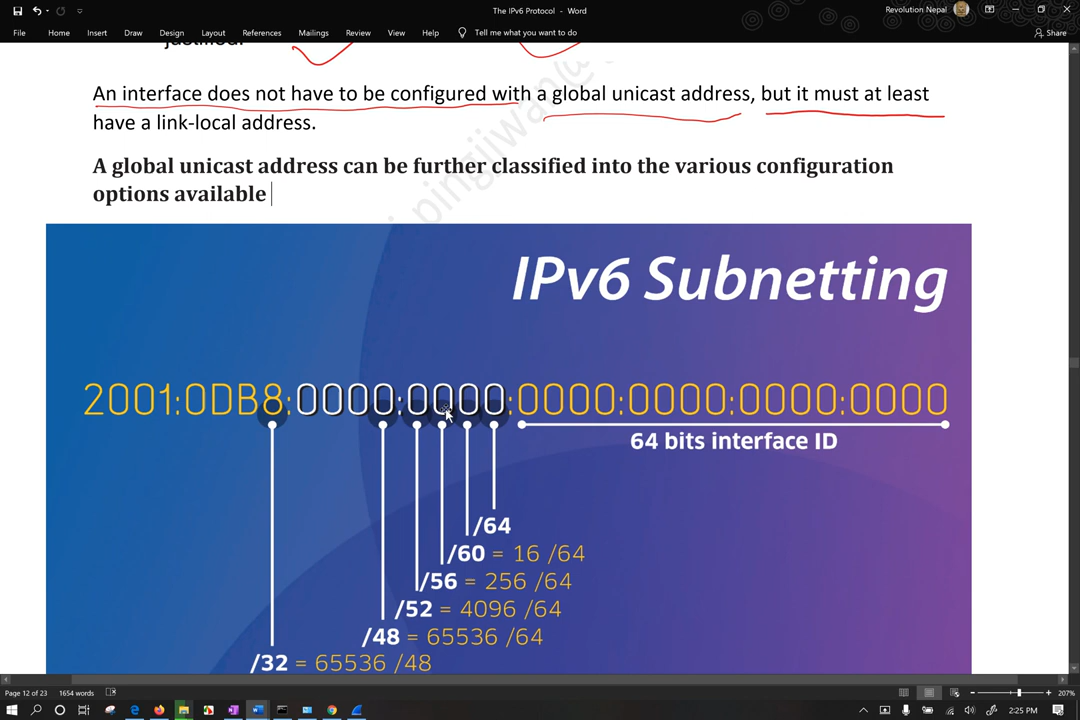 The IPv6 Protocol - Word
Revolution Nepal
File Home Insert Draw Design Layout References Mailings Review View Help Tell me what you want to do Share
justified.
An interface does not have to be configured with a global unicast address, but it must at least
have a link-local address.
A global unicast address can be further classified into the various configuration
options available
IPv6 Subnetting
2001:0DB8:0000:0000:0000:0000:0000:0000
64 bits interface ID
/64
/60 = 16 /64
/56 = 256 /64
/52 = 4096 /64
/48 = 65536 /64
/32 = 65536 /48
Page 12 of 23 1654 words 207%
2:25 PM